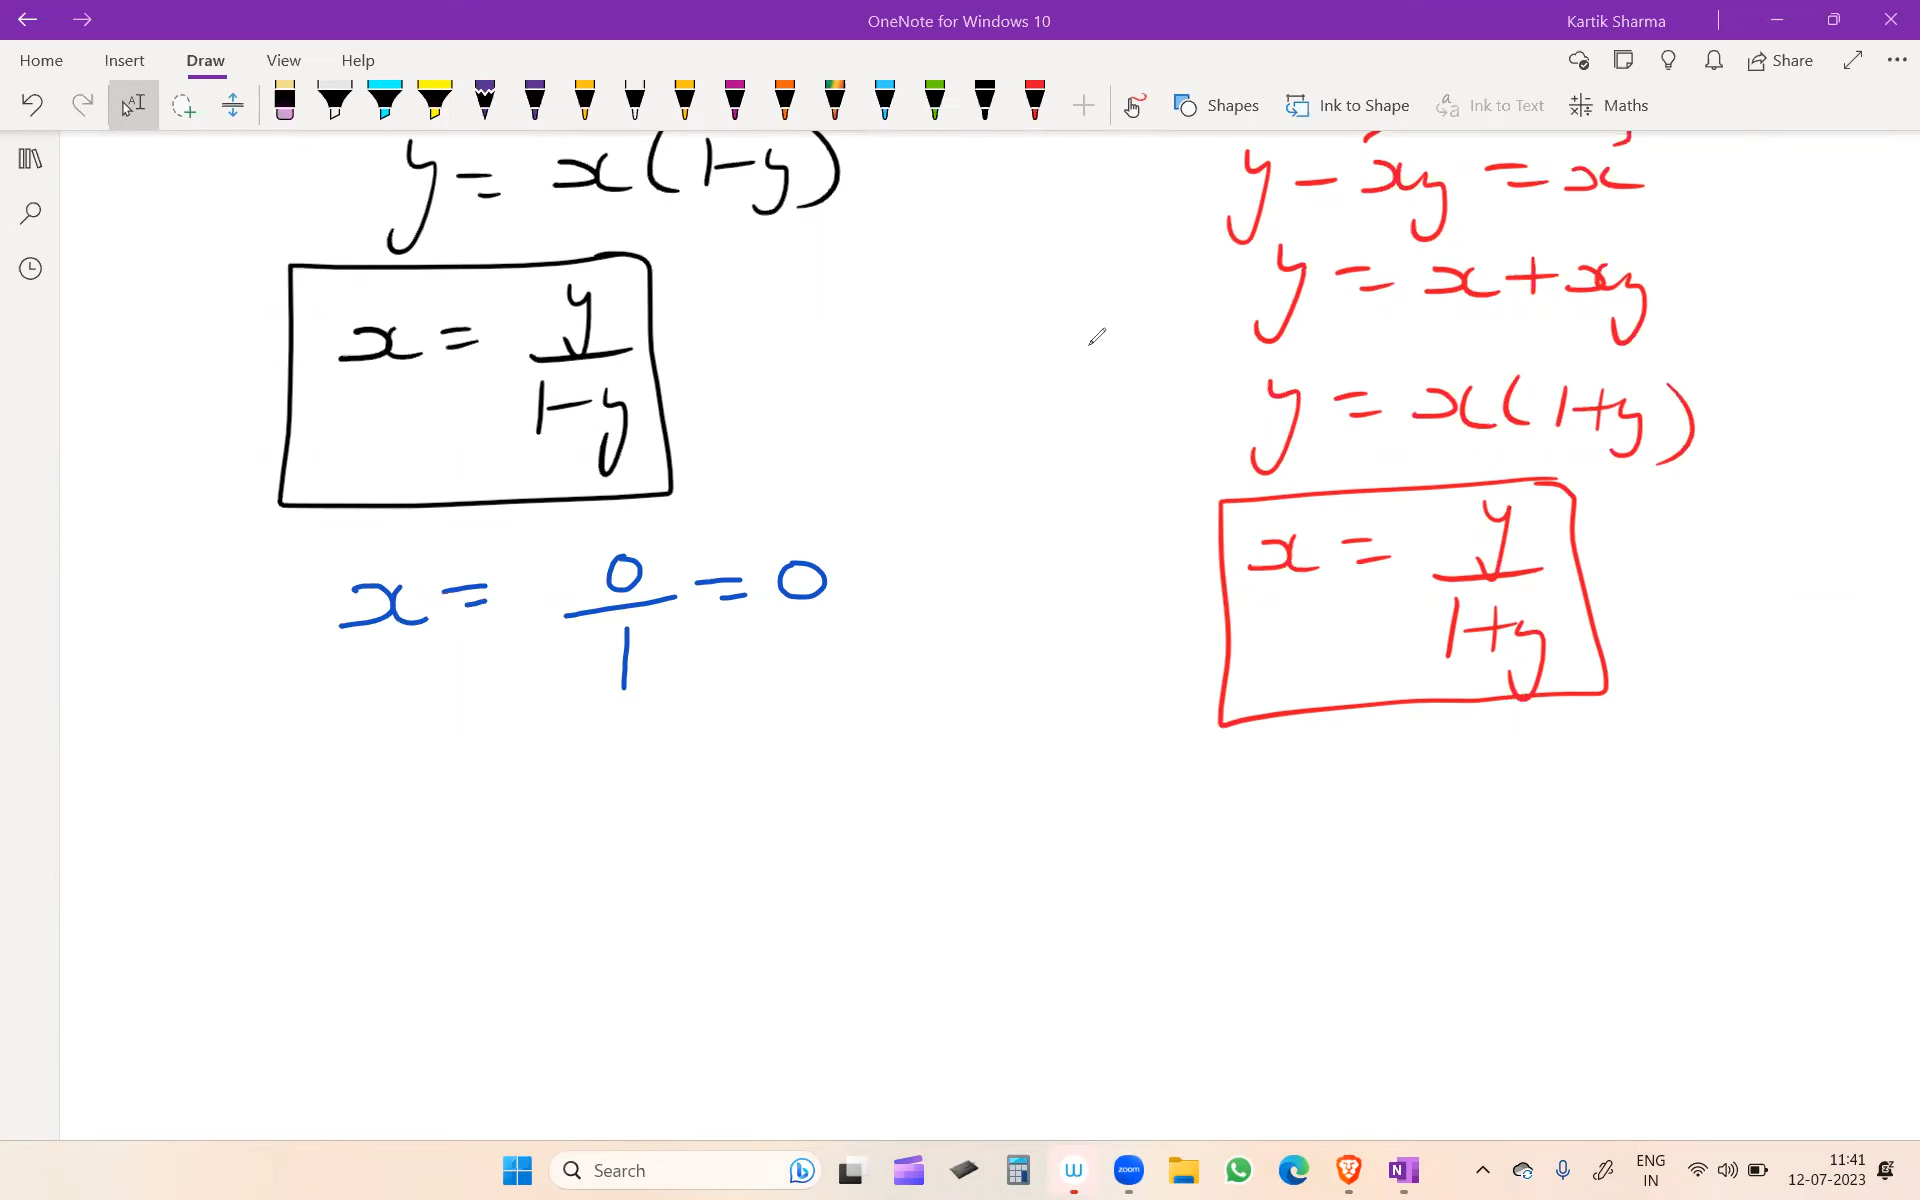 OneNote for Windows 10
Kartik Sharma
Home Insert Draw View Help
Share
Shapes Ink to Shape Ink to Text Maths
y = x(1-y)
x = y/(1-y)
x = 0/1 = 0
y - xy = x
y = x + xy
y = x(1+y)
x = y/(1+y)
Search
zoom
ENG
IN
11:41
12-07-2023